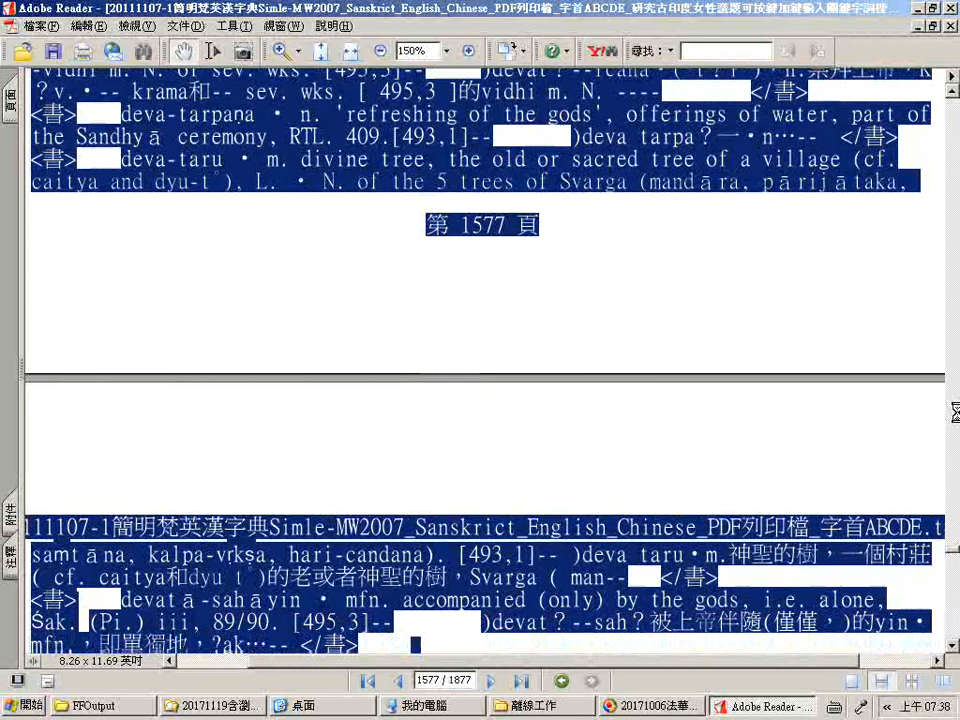 Adobe Reader - [20111107-1簡明梵英漢字典Simle-MW2007_Sanskrict_English_Chinese_PDF列印檔_字首ABCDE_研究古印度女性議題可按鍵加鍵輸入關鍵字詞搜
檔案(F) 編輯(E) 檢視(V) 文件(D) 工具(T) 視窗(W) 說明(H)
150% 尋找：
頁面
-vidhi m. N. of sev. wks. [495,3]--
?v.·-- krama和-- sev. wks. [ 495,3 ]的vidhi m. N. ---- </書>
<書> deva-tarpaṇa · n. 'refreshing of the gods', offerings of water, part of
the Sandhyā ceremony, RTL. 409.[493,1]-- )deva tarpa？一·n…-- </書>
<書> deva-taru · m. divine tree, the old or sacred tree of a village (cf.
caitya and dyu-t°), L. · N. of the 5 trees of Svarga (mandāra, pārijātaka,
第 1577 頁
附件
注釋
111107-1簡明梵英漢字典Simle-MW2007_Sanskrict_English_Chinese_PDF列印檔_字首ABCDE.t
saṃtāna, kalpa-vṛkṣa, hari-candana) [493,1]-- )deva taru·m.神聖的樹，一個村莊
( cf. caitya和dyu t°)的老或者神聖的樹，Svarga ( man-- </書>
<書> devatā-sahāyin · mfn. accompanied (only) by the gods, i.e. alone,
Śak. (Pi.) iii, 89/90. [495,3]-- )devat？--sah？被上帝伴隨(僅僅，)的yin·
mfn.，即單獨地，?ak…-- </書>
8.26 x 11.69 英吋
1577 / 1877
開始 FFOutput 20171119含瀏... 桌面 我的電腦 離線工作 20171006法華... Adobe Reader - ... 上午 07:38